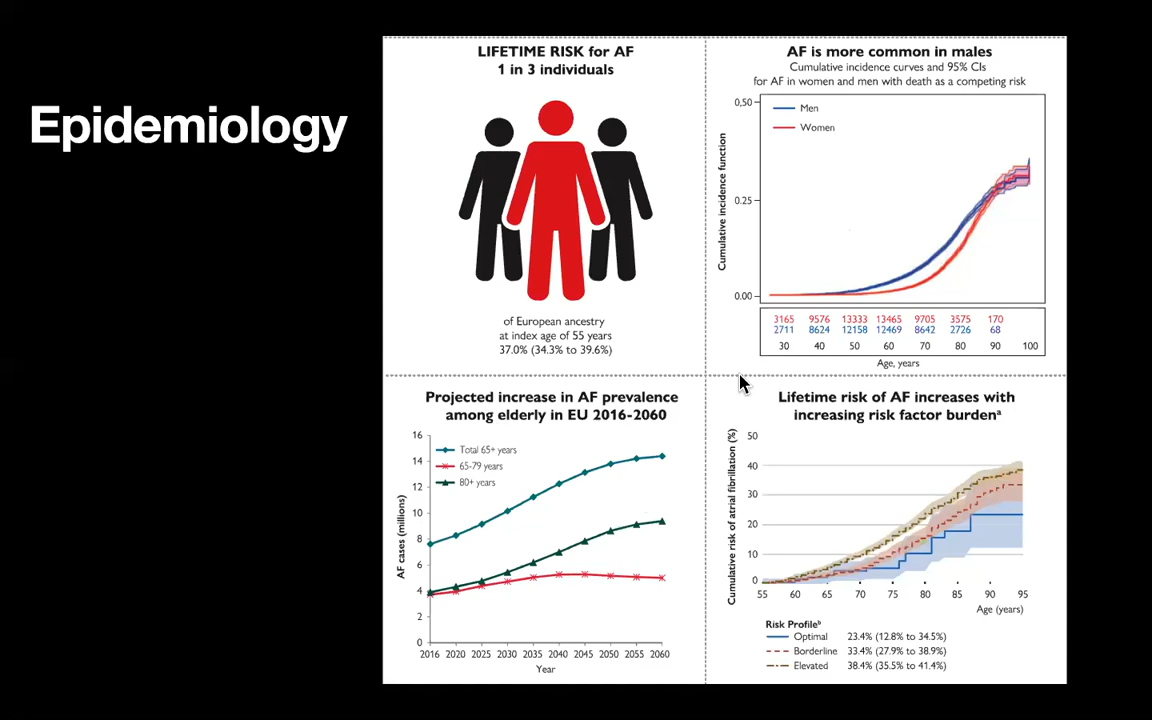 Epidemiology
LIFETIME RISK for AF
1 in 3 individuals
of European ancestry
at index age of 55 years
37.0% (34.3% to 39.6%)
AF is more common in males
Cumulative incidence curves and 95% CIs
for AF in women and men with death as a competing risk
Cumulative incidence function
0,50
0.25
0.00
Men
Women
3165 9576 13333 13465 9705 3575 170
2711 8624 12158 12469 8642 2726 68
30 40 50 60 70 80 90 100
Age, years
Projected increase in AF prevalence
among elderly in EU 2016-2060
AF cases (millions)
16
14
12
10
8
6
4
2
0
Total 65+ years
65-79 years
80+ years
2016 2020 2025 2030 2035 2040 2045 2050 2055 2060
Year
Lifetime risk of AF increases with
increasing risk factor burdenᵃ
Cumulative risk of atrial fibrillation (%)
50
40
30
20
10
0
55 60 65 70 75 80 85 90 95
Age (years)
Risk Profileᵇ
Optimal 23.4% (12.8% to 34.5%)
Borderline 33.4% (27.9% to 38.9%)
Elevated 38.4% (35.5% to 41.4%)